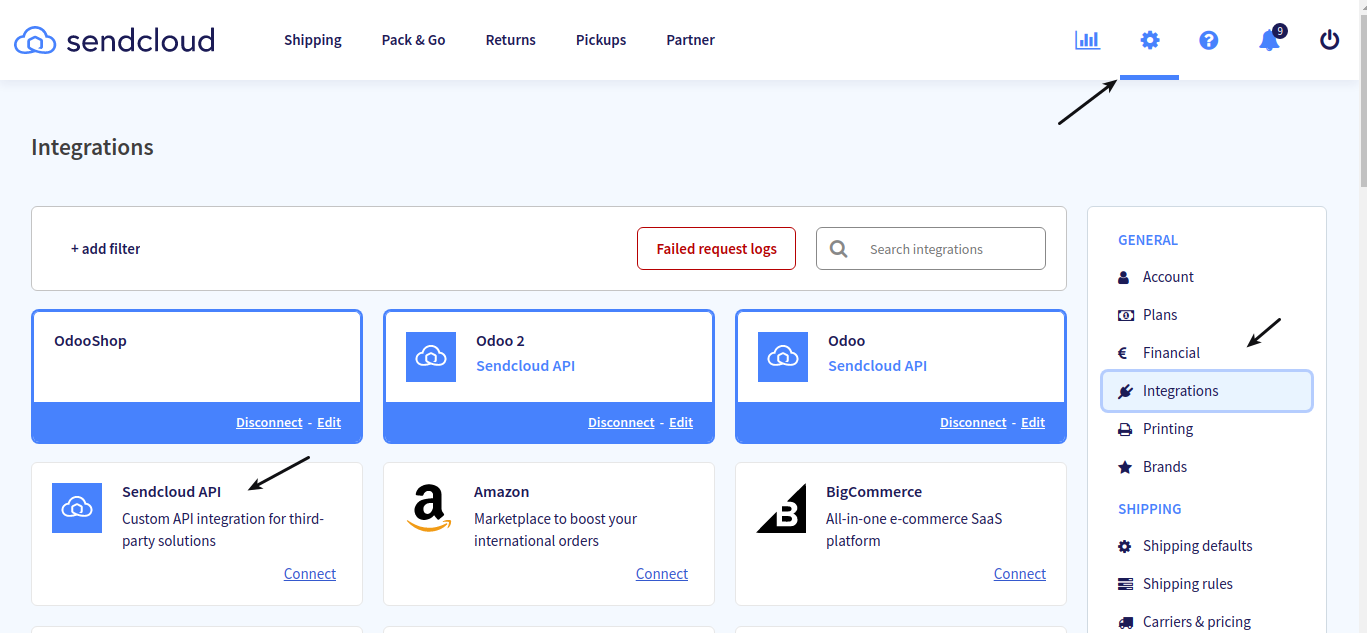 sendcloud
Shipping
Pack & Go
Returns
Pickups
Partner
9
Integrations
+ add filter
Failed request logs
Search integrations
OdooShop
Disconnect - Edit
Odoo 2
Sendcloud API
Disconnect - Edit
Odoo
Sendcloud API
Disconnect - Edit
Sendcloud API
Custom API integration for third-
party solutions
Connect
Amazon
Marketplace to boost your
international orders
Connect
BigCommerce
All-in-one e-commerce SaaS
platform
Connect
GENERAL
Account
Plans
Financial
Integrations
Printing
Brands
SHIPPING
Shipping defaults
Shipping rules
Carriers & pricing